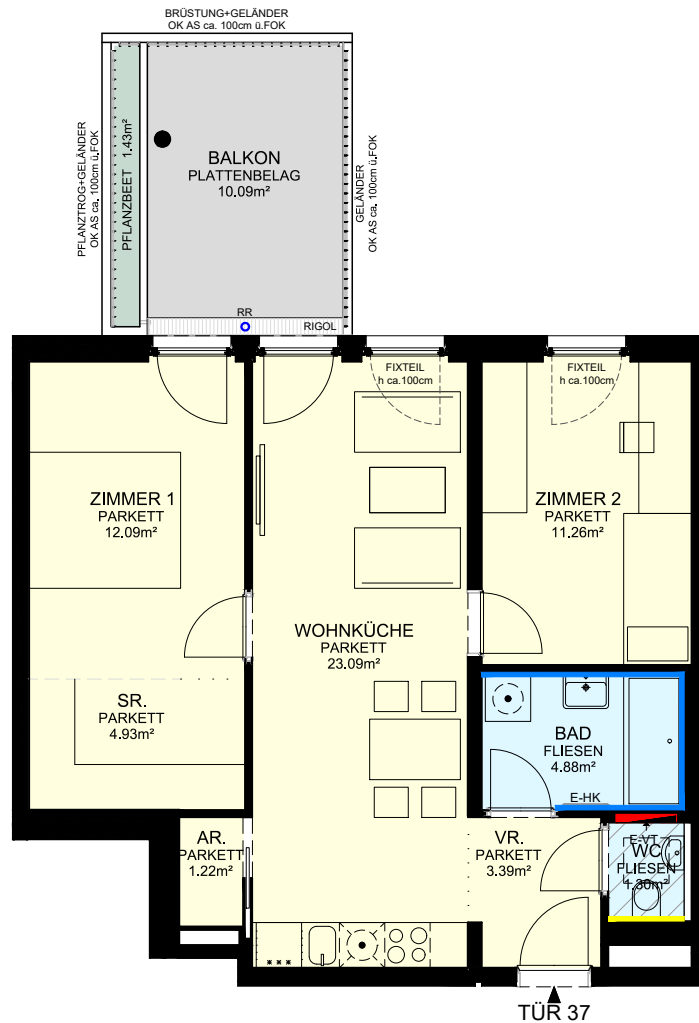 BRÜSTUNG+GELÄNDER
OK AS ca. 100cm ü.FOK
PFLANZTROG+GELÄNDER
OK AS ca. 100cm ü.FOK
PFLANZBEET 1.43m²
BALKON
PLATTENBELAG
10.09m²
GELÄNDER
OK AS ca. 100cm ü.FOK
RR
RIGOL
FIXTEIL
h ca.100cm
FIXTEIL
h ca.100cm
ZIMMER 1
PARKETT
12.09m²
ZIMMER 2
PARKETT
11.26m²
WOHNKÜCHE
PARKETT
23.09m²
SR.
PARKETT
4.93m²
BAD
FLIESEN
4.88m²
E-HK
AR.
PARKETT
1.22m²
VR.
PARKETT
3.39m²
E-VT
WC
FLIESEN
1.30m²
TÜR 37